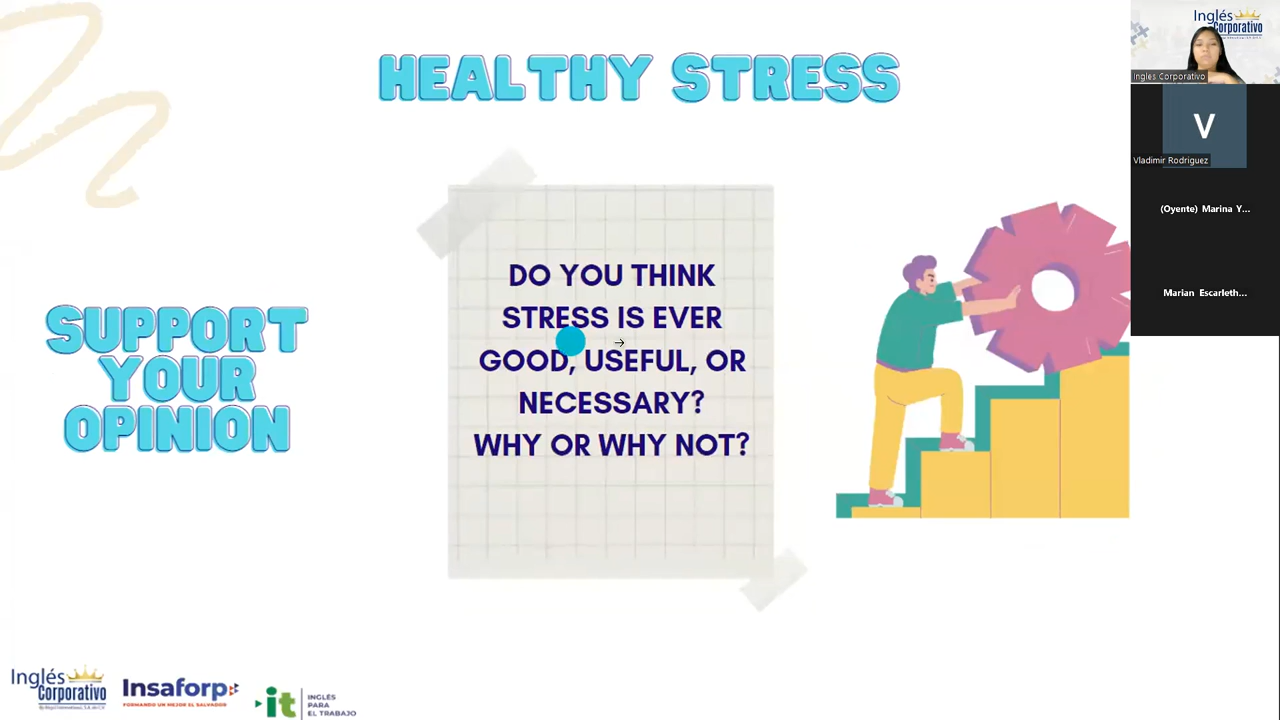 HEALTHY STRESS
SUPPORT
YOUR
OPINION
DO YOU THINK
STRESS IS EVER
GOOD, USEFUL, OR
NECESSARY?
WHY OR WHY NOT?
Inglés
Corporativo
Ingles Corporativo
V
Vladimir Rodriguez
(Oyente) Marina Y...
Marian Escarleth...
Inglés
Corporativo
Insaforp
FORMANDO UN MEJOR EL SALVADOR
it
INGLÉS
PARA
EL TRABAJO